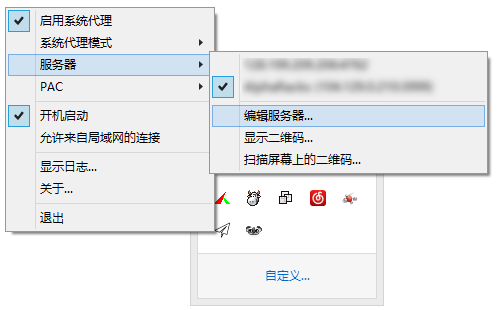 启用系统代理
系统代理模式
服务器
PAC
开机启动
允许来自局域网的连接
显示日志...
关于...
退出
编辑服务器...
显示二维码...
扫描屏幕上的二维码...
自定义...